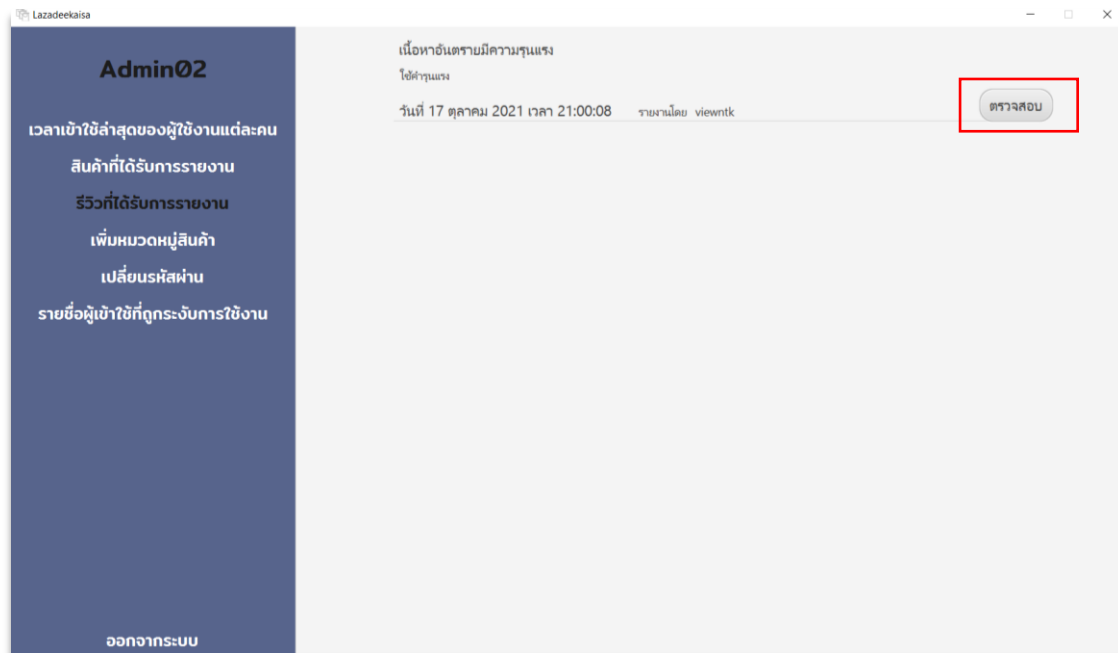 Lazadeekaisa
Admin02
เวลาเข้าใช้ล่าสุดของผู้ใช้งานแต่ละคน
สินค้าที่ได้รับการรายงาน
รีวิวที่ได้รับการรายงาน
เพิ่มหมวดหมู่สินค้า
เปลี่ยนรหัสผ่าน
รายชื่อผู้เข้าใช้ที่ถูกระงับการใช้งาน
ออกจากระบบ
เนื้อหาอันตรายมีความรุนแรง
ใช้คำรุนแรง
วันที่ 17 ตุลาคม 2021 เวลา 21:00:08 รายงานโดย viewntk
ตรวจสอบ